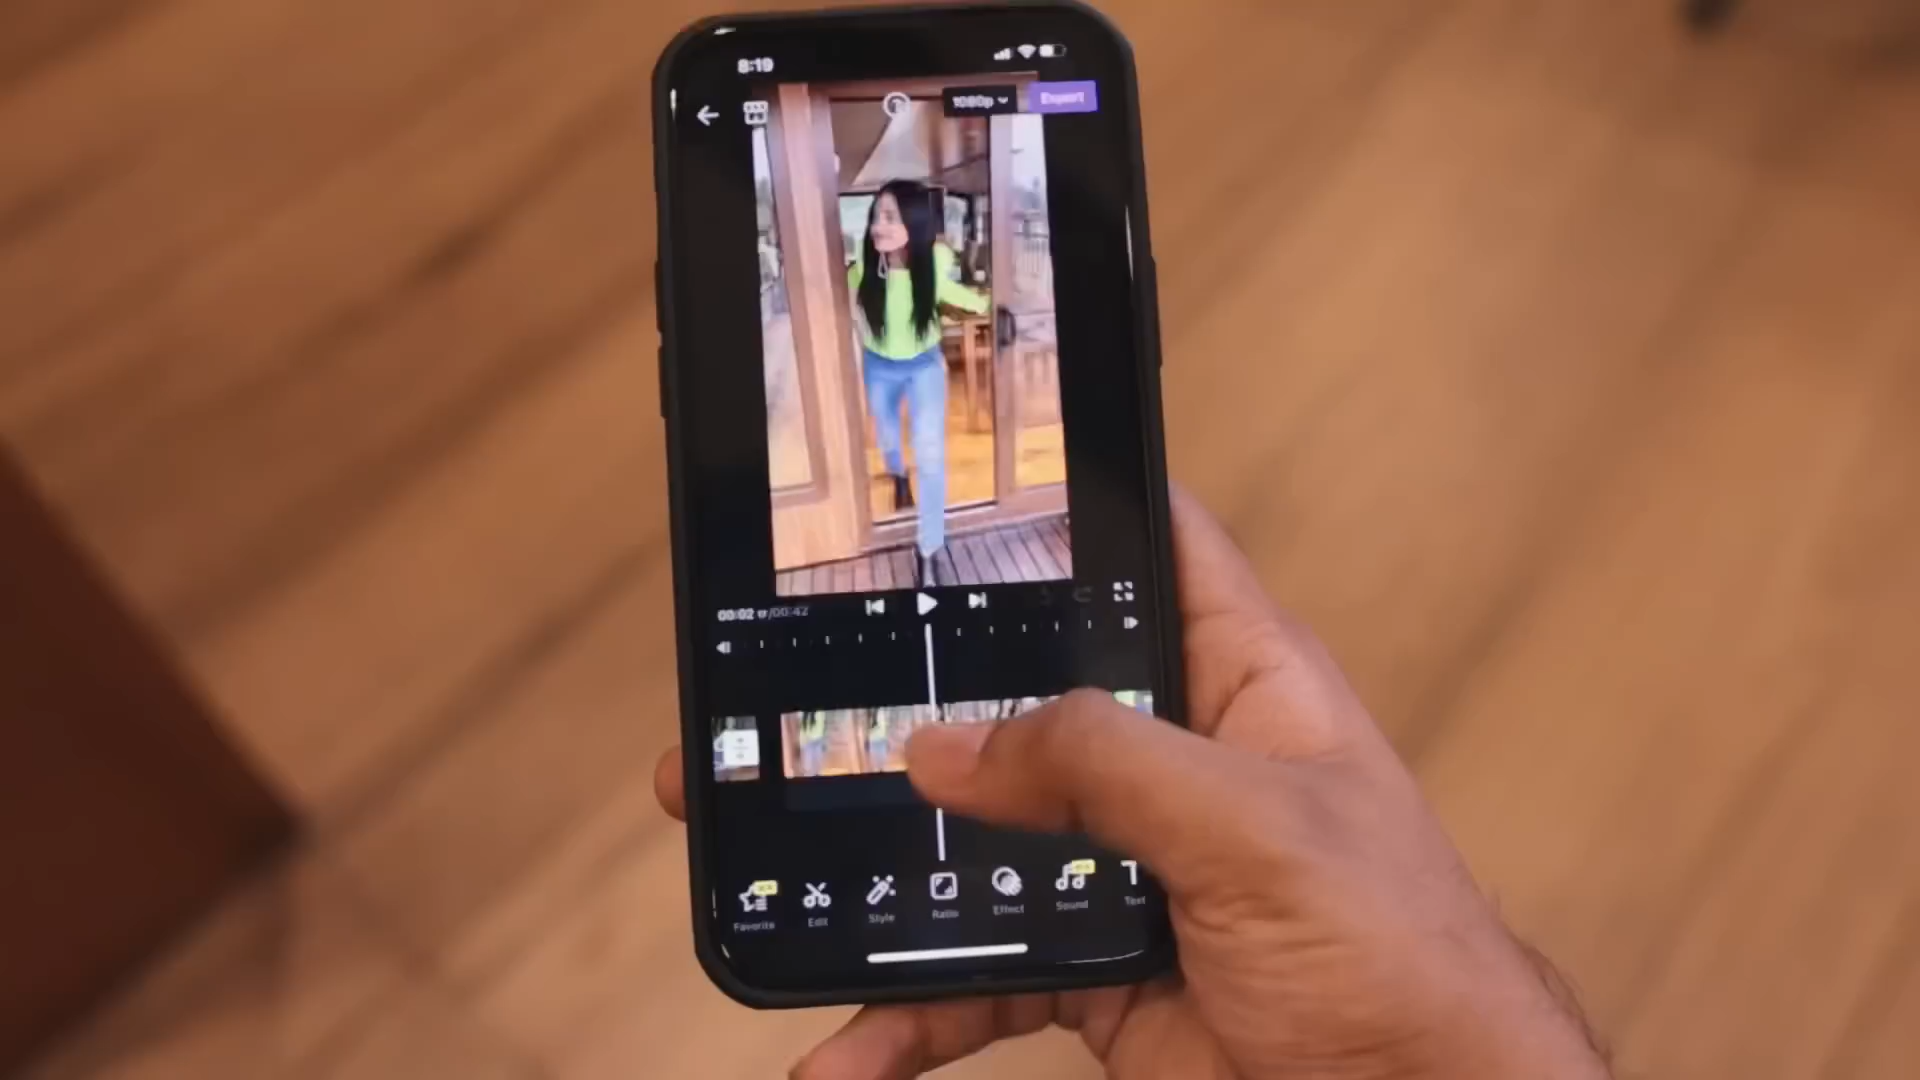 8:19
1080p
Export
00:02 /00:42
Favorite
Edit
Style
Ratio
Effect
Sound
Text